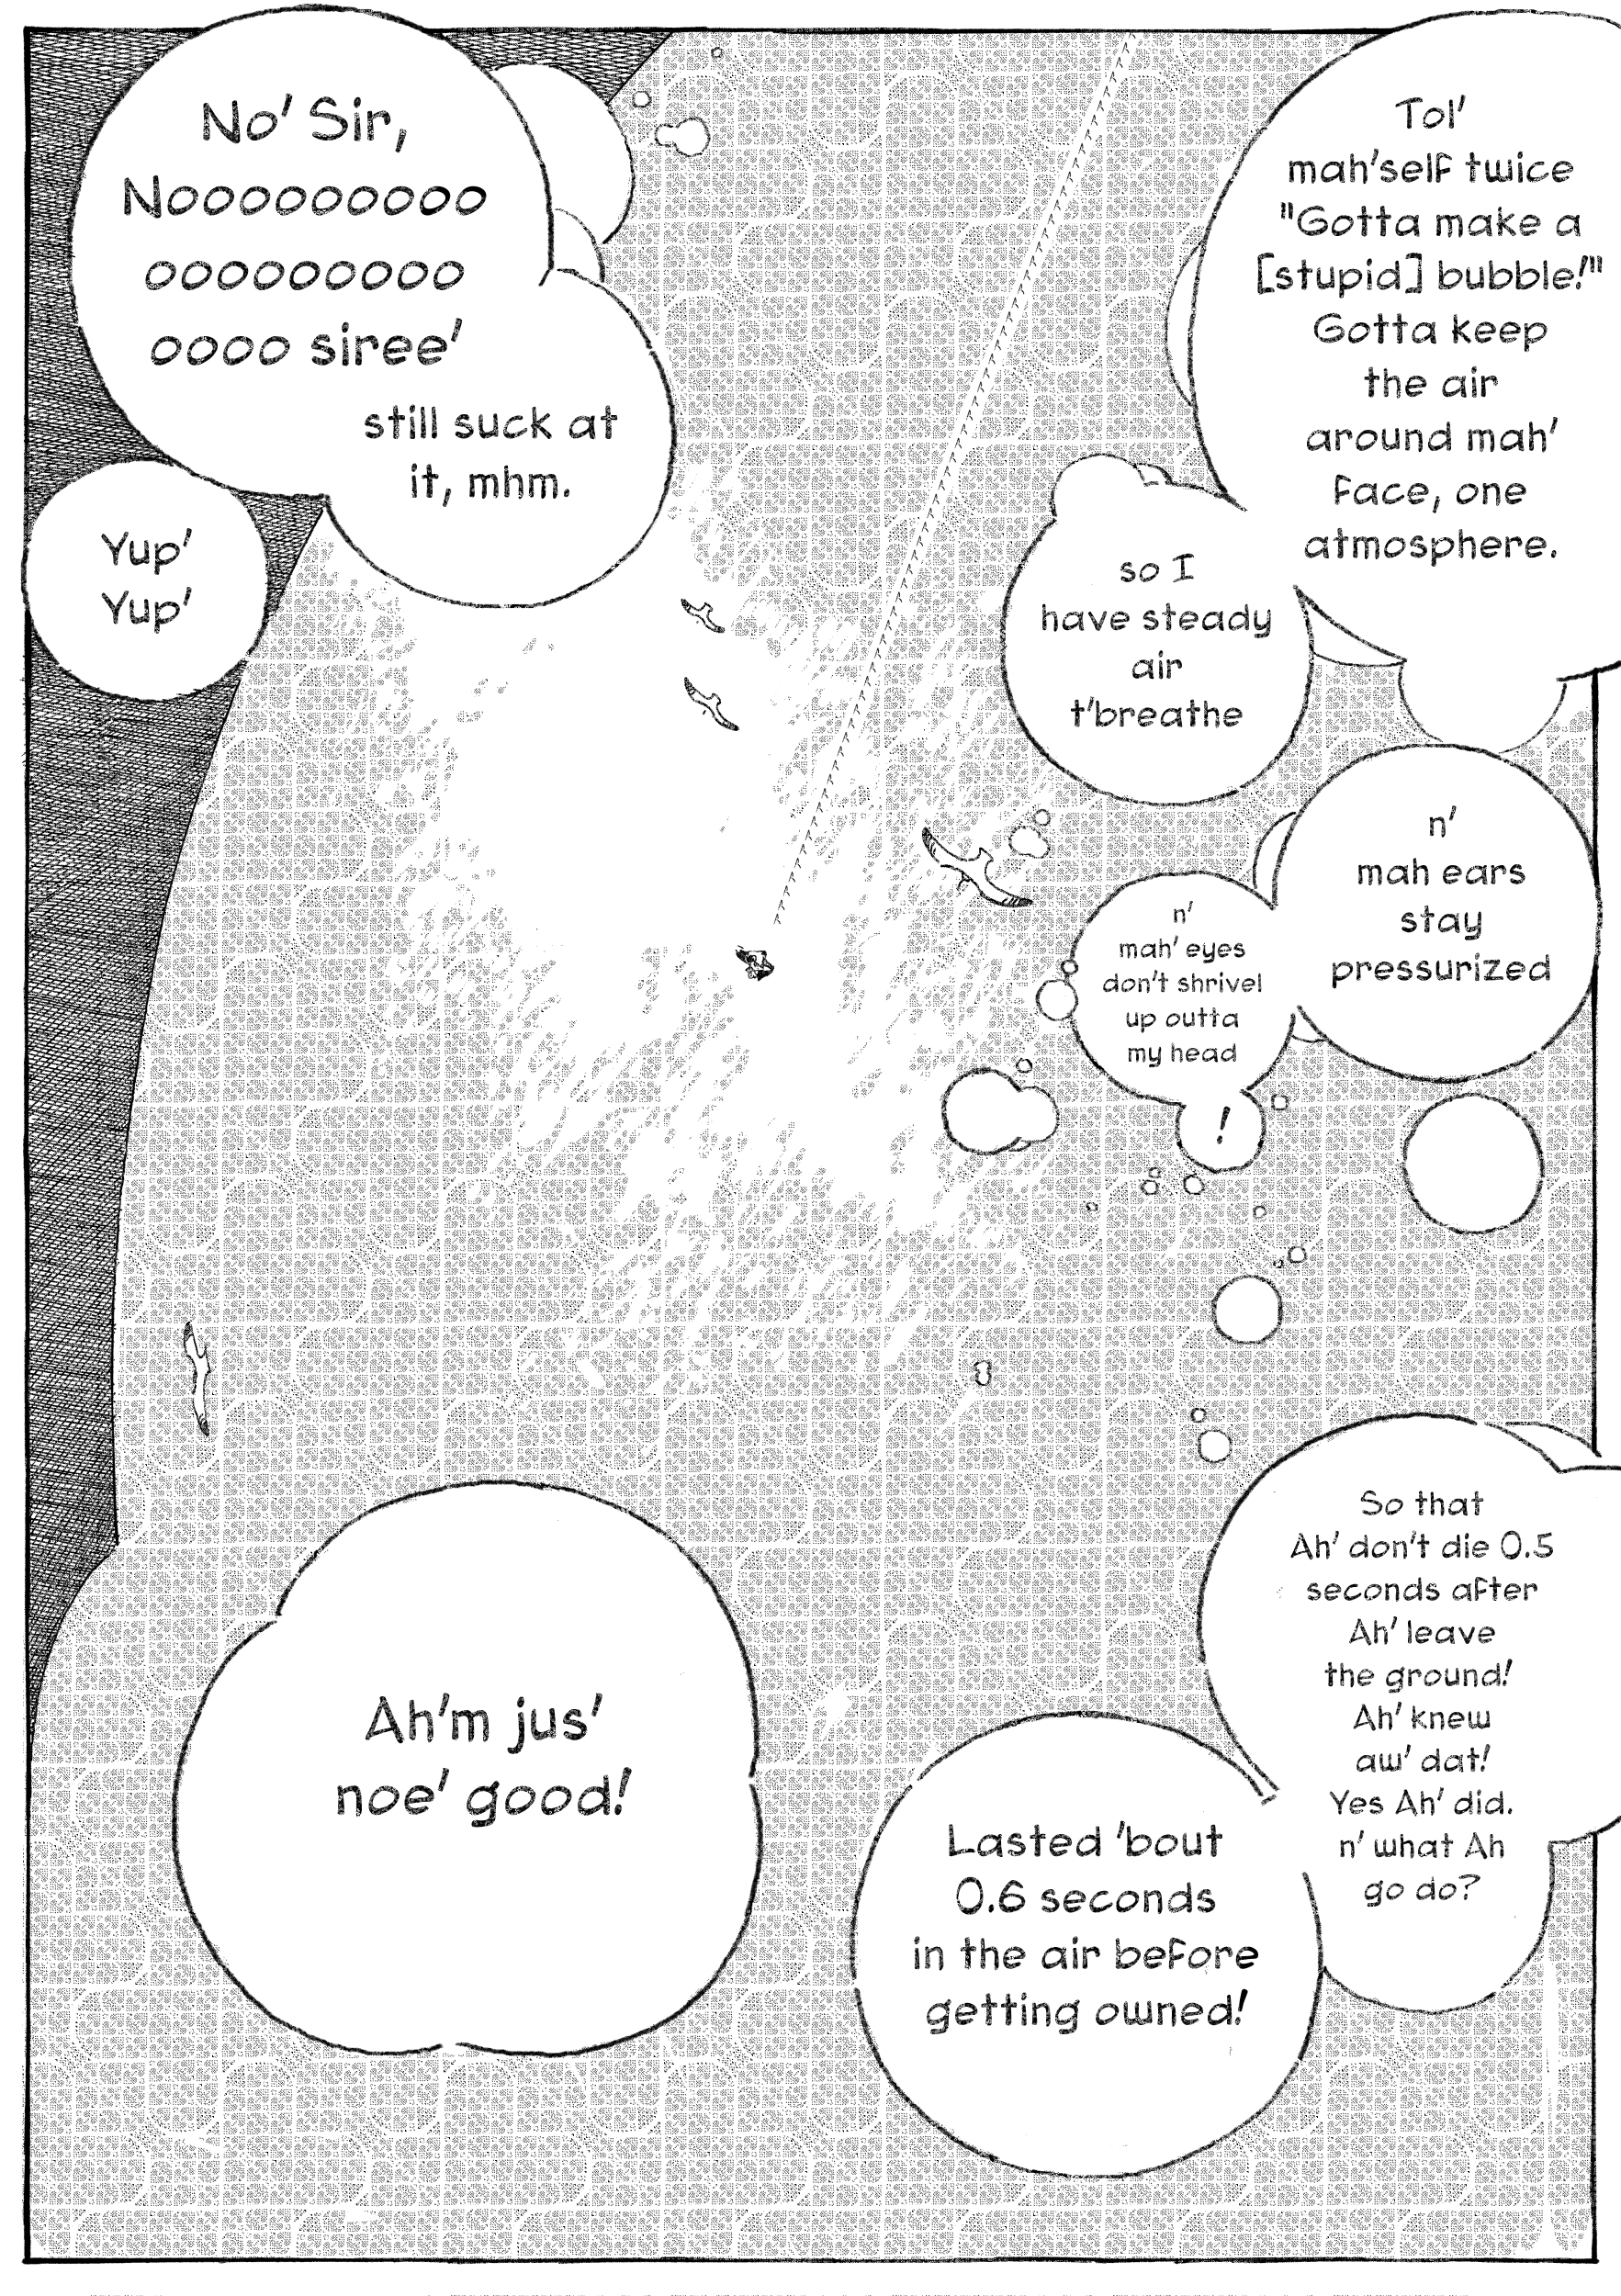 No' Sir,
Nooooooooo
ooooooooo
oooo siree'
still suck at
it, mhm.
Yup'
Yup'
Tol'
mah'self twice
"Gotta make a
[stupid] bubble!"
Gotta keep
the air
around mah'
face, one
atmosphere.
so I
have steady
air
t'breathe
n'
mah ears
stay
pressurized
n'
mah' eyes
don't shrivel
up outta
my head
!
So that
Ah' don't die 0.5
seconds after
Ah' leave
the ground!
Ah' knew
aw' dat!
Yes Ah' did.
n' what Ah
go do?
Lasted 'bout
0.6 seconds
in the air before
getting owned!
Ah'm jus'
noe' good!